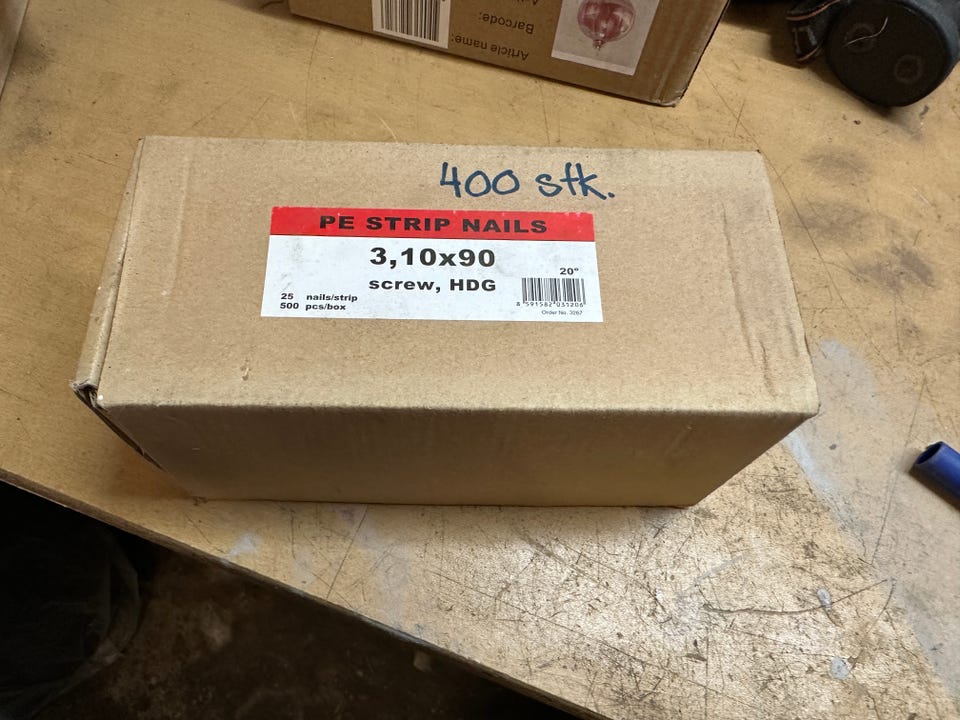 Article name:
Barcode:
400 stk.
PE STRIP NAILS
3,10x90
screw, HDG
20°
25 nails/strip
500 pcs/box
8 591582 031206
Order No. 3267